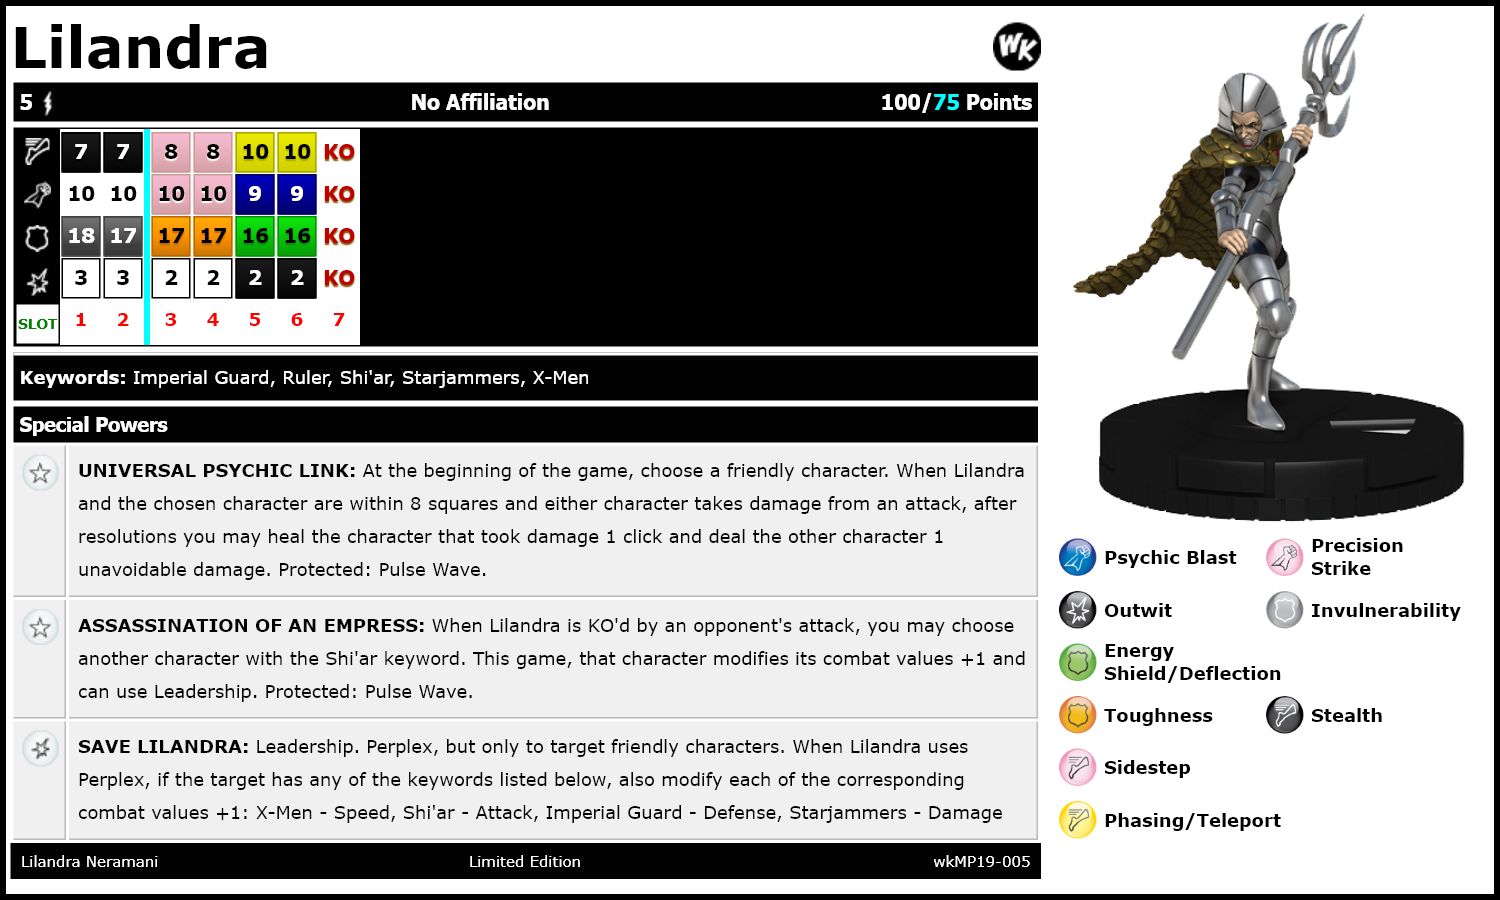 Lilandra
WK
5 No Affiliation 100/75 Points
7 7 8 8 10 10 KO
10 10 10 10 9 9 KO
18 17 17 17 16 16 KO
3 3 2 2 2 2 KO
SLOT 1 2 3 4 5 6 7
Keywords: Imperial Guard, Ruler, Shi'ar, Starjammers, X-Men
Special Powers
UNIVERSAL PSYCHIC LINK: At the beginning of the game, choose a friendly character. When Lilandra
and the chosen character are within 8 squares and either character takes damage from an attack, after
resolutions you may heal the character that took damage 1 click and deal the other character 1
unavoidable damage. Protected: Pulse Wave.
ASSASSINATION OF AN EMPRESS: When Lilandra is KO'd by an opponent's attack, you may choose
another character with the Shi'ar keyword. This game, that character modifies its combat values +1 and
can use Leadership. Protected: Pulse Wave.
SAVE LILANDRA: Leadership. Perplex, but only to target friendly characters. When Lilandra uses
Perplex, if the target has any of the keywords listed below, also modify each of the corresponding
combat values +1: X-Men - Speed, Shi'ar - Attack, Imperial Guard - Defense, Starjammers - Damage
Lilandra Neramani Limited Edition wkMP19-005
Psychic Blast
Precision
Strike
Outwit
Invulnerability
Energy
Shield/Deflection
Toughness
Stealth
Sidestep
Phasing/Teleport